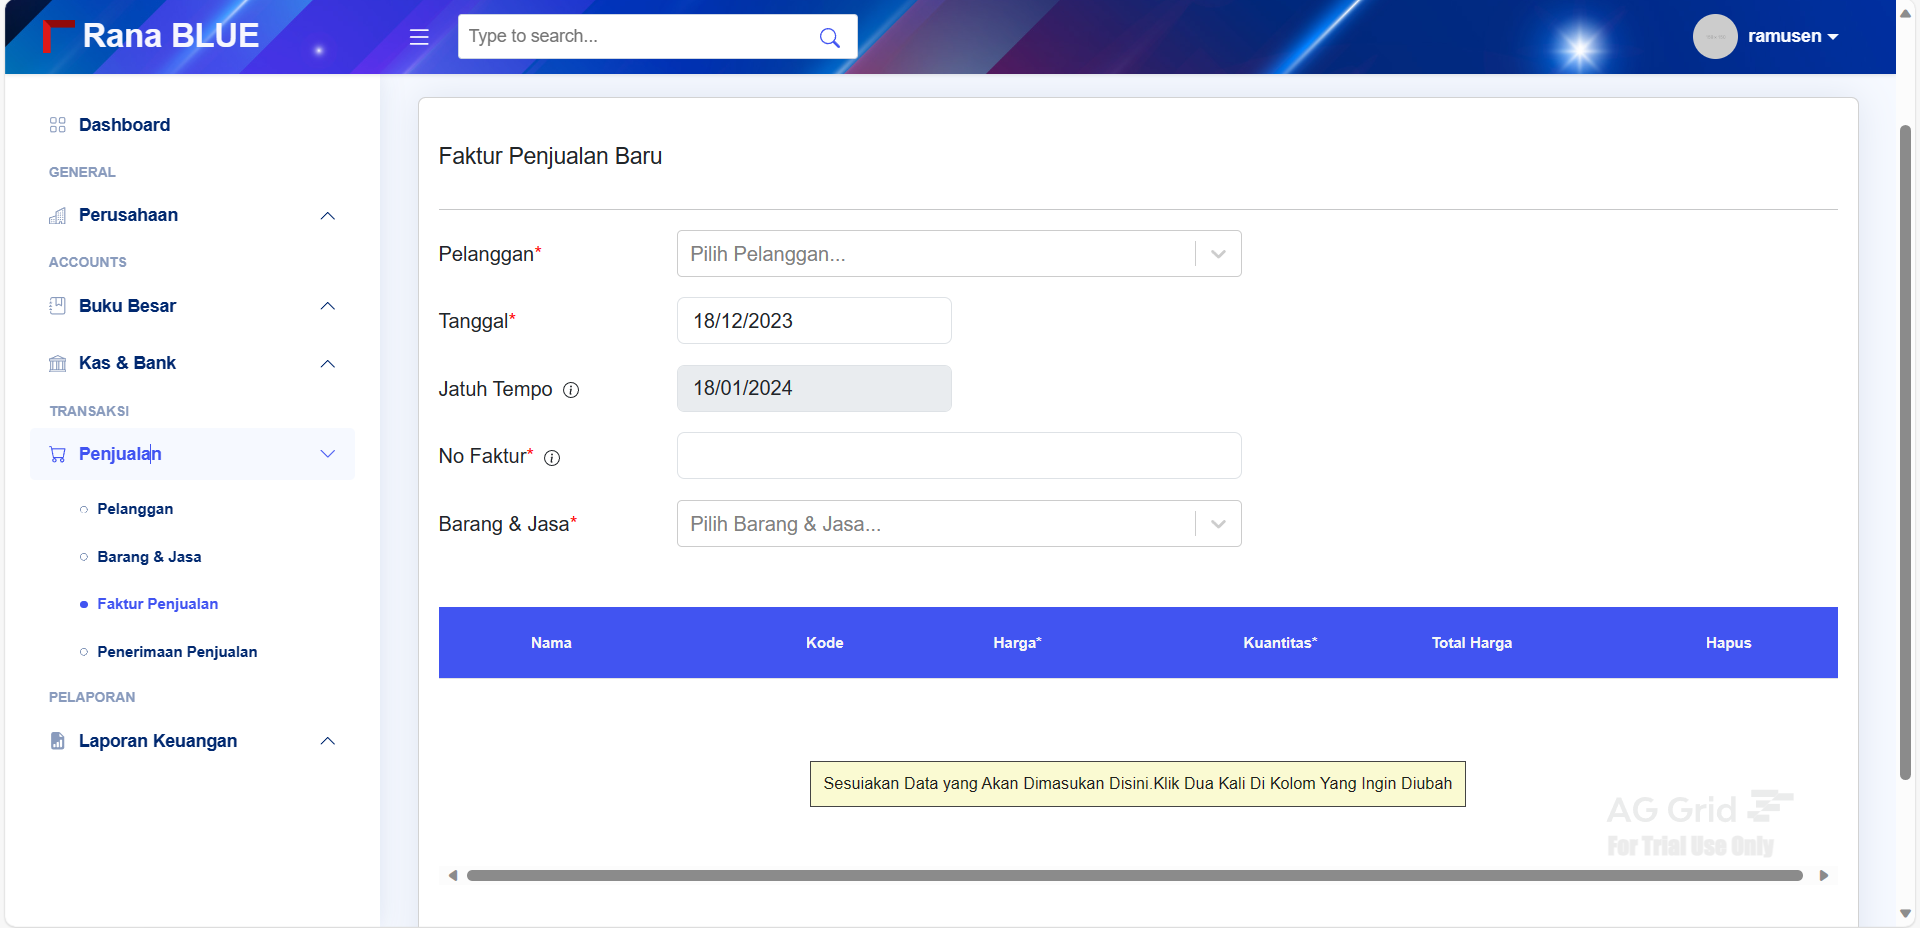 Rana BLUE
Type to search...
ramusen
Dashboard
GENERAL
Perusahaan
ACCOUNTS
Buku Besar
Kas & Bank
TRANSAKSI
Penjualan
Pelanggan
Barang & Jasa
Faktur Penjualan
Penerimaan Penjualan
PELAPORAN
Laporan Keuangan
Faktur Penjualan Baru
Pelanggan*
Pilih Pelanggan...
Tanggal*
18/12/2023
Jatuh Tempo
18/01/2024
No Faktur*
Barang & Jasa*
Pilih Barang & Jasa...
Nama Kode Harga* Kuantitas* Total Harga Hapus
Sesuiakan Data yang Akan Dimasukan Disini.Klik Dua Kali Di Kolom Yang Ingin Diubah
AG Grid
For Trial Use Only